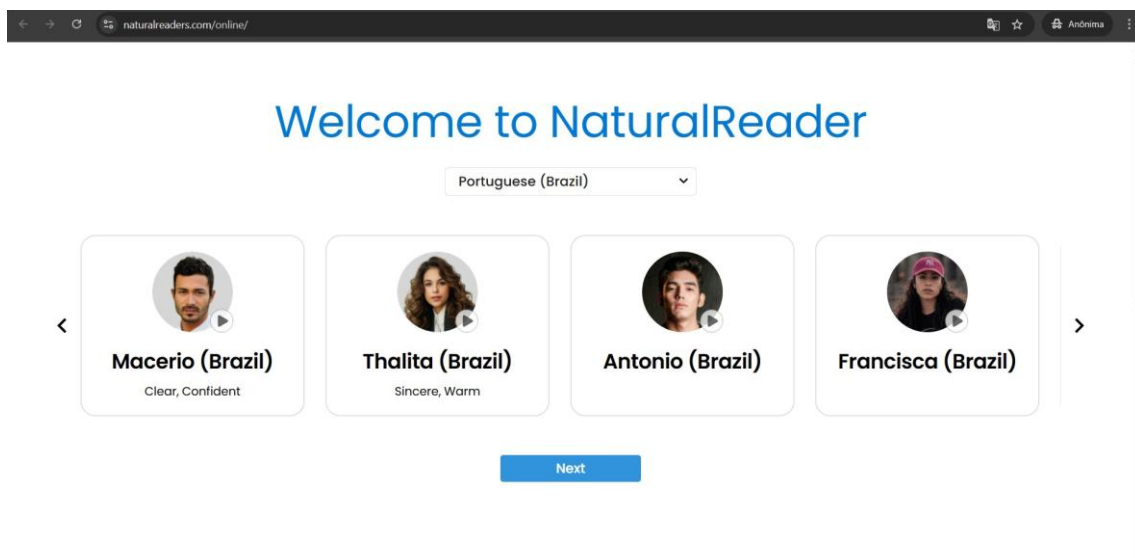 naturalreaders.com/online/
Anônima
Welcome to NaturalReader
Portuguese (Brazil)
Macerio (Brazil)
Clear, Confident
Thalita (Brazil)
Sincere, Warm
Antonio (Brazil)
Francisca (Brazil)
Next